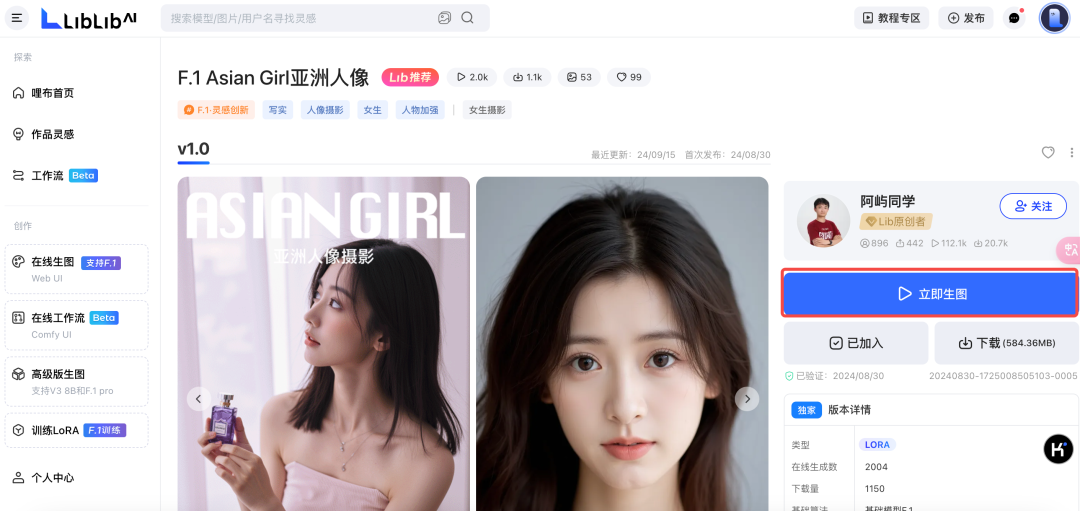 LIBLIBAI
搜索模型/图片/用户名寻找灵感
教程专区
发布
探索
哩布首页
作品灵感
工作流 Beta
创作
在线生图 支持F.1
Web UI
在线工作流 Beta
Comfy UI
高级版生图
支持V3 8B和F.1 pro
训练LoRA F.1训练
个人中心
F.1 Asian Girl亚洲人像 Lib推荐 2.0k 1.1k 53 99
F.1·灵感创新 写实 人像摄影 女生 人物加强 | 女生摄影
v1.0
最近更新: 24/09/15 首次发布: 24/08/30
ASIAN GIRL
亚洲人像摄影
阿屿同学
Lib原创者
关注
896 442 112.1k 20.7k
中A
立即生图
已加入
下载 (584.36MB)
已验证: 2024/08/30 20240830-1725008505103-0005
独家 版本详情
类型 LORA
在线生成数 2004
下载量 1150
基础算法 基础模型F.1
K